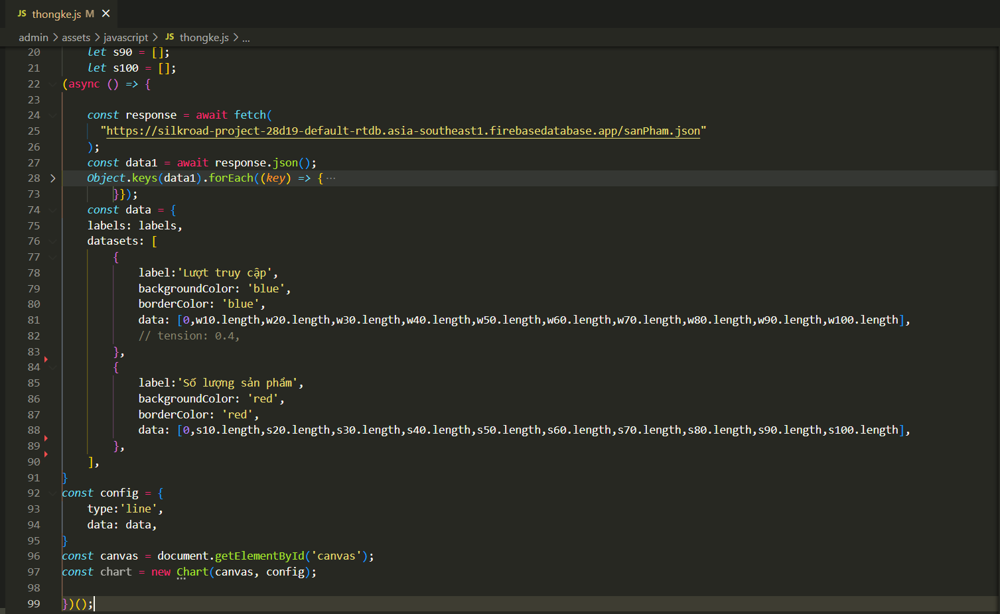 JS thongke.js M
admin > assets > javascript > JS thongke.js > ...
20 let s90 = [];
21 let s100 = [];
22 (async () => {
23
24 const response = await fetch(
25 "https://silkroad-project-28d19-default-rtdb.asia-southeast1.firebasedatabase.app/sanPham.json"
26 );
27 const data1 = await response.json();
28 Object.keys(data1).forEach((key) => { ...
73 }});
74 const data = {
75 labels: labels,
76 datasets: [
77 {
78 label:'Lượt truy cập',
79 backgroundColor: 'blue',
80 borderColor: 'blue',
81 data: [0,w10.length,w20.length,w30.length,w40.length,w50.length,w60.length,w70.length,w80.length,w90.length,w100.length],
82 // tension: 0.4,
83 },
84 {
85 label:'Số lượng sản phẩm',
86 backgroundColor: 'red',
87 borderColor: 'red',
88 data: [0,s10.length,s20.length,s30.length,s40.length,s50.length,s60.length,s70.length,s80.length,s90.length,s100.length],
89 },
90 ],
91 }
92 const config = {
93 type:'line',
94 data: data,
95 }
96 const canvas = document.getElementById('canvas');
97 const chart = new Chart(canvas, config);
98
99 })();